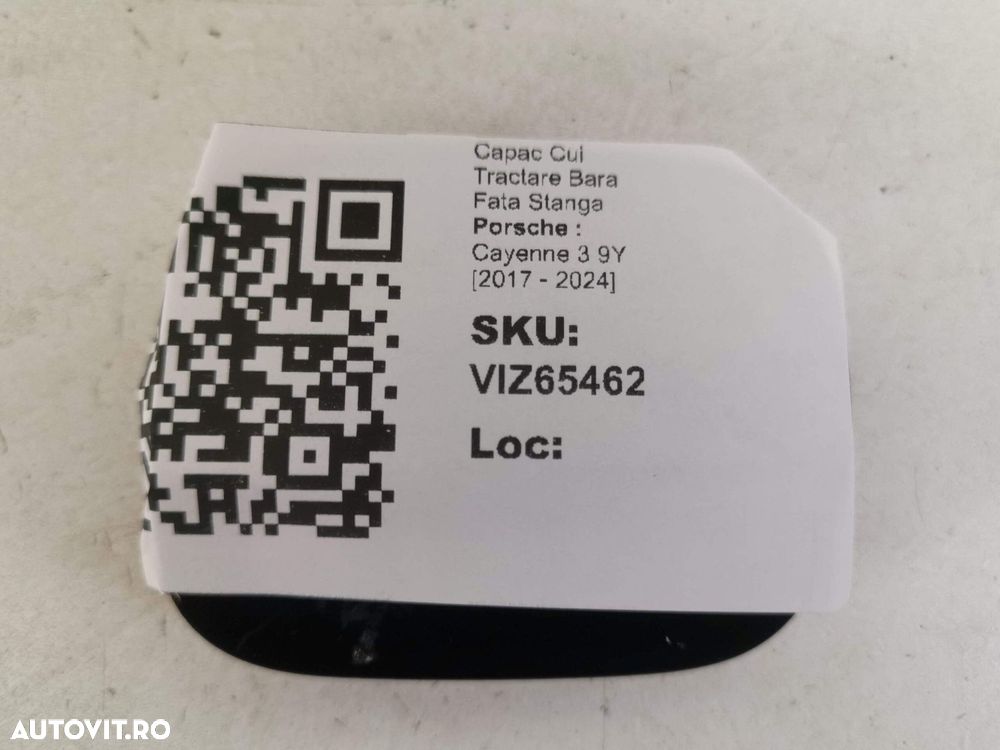 Capac Cui
Tractare Bara
Fata Stanga
Porsche :
Cayenne 3 9Y
[2017 - 2024]
SKU:
VIZ65462
Loc:
AUTOVIT.RO